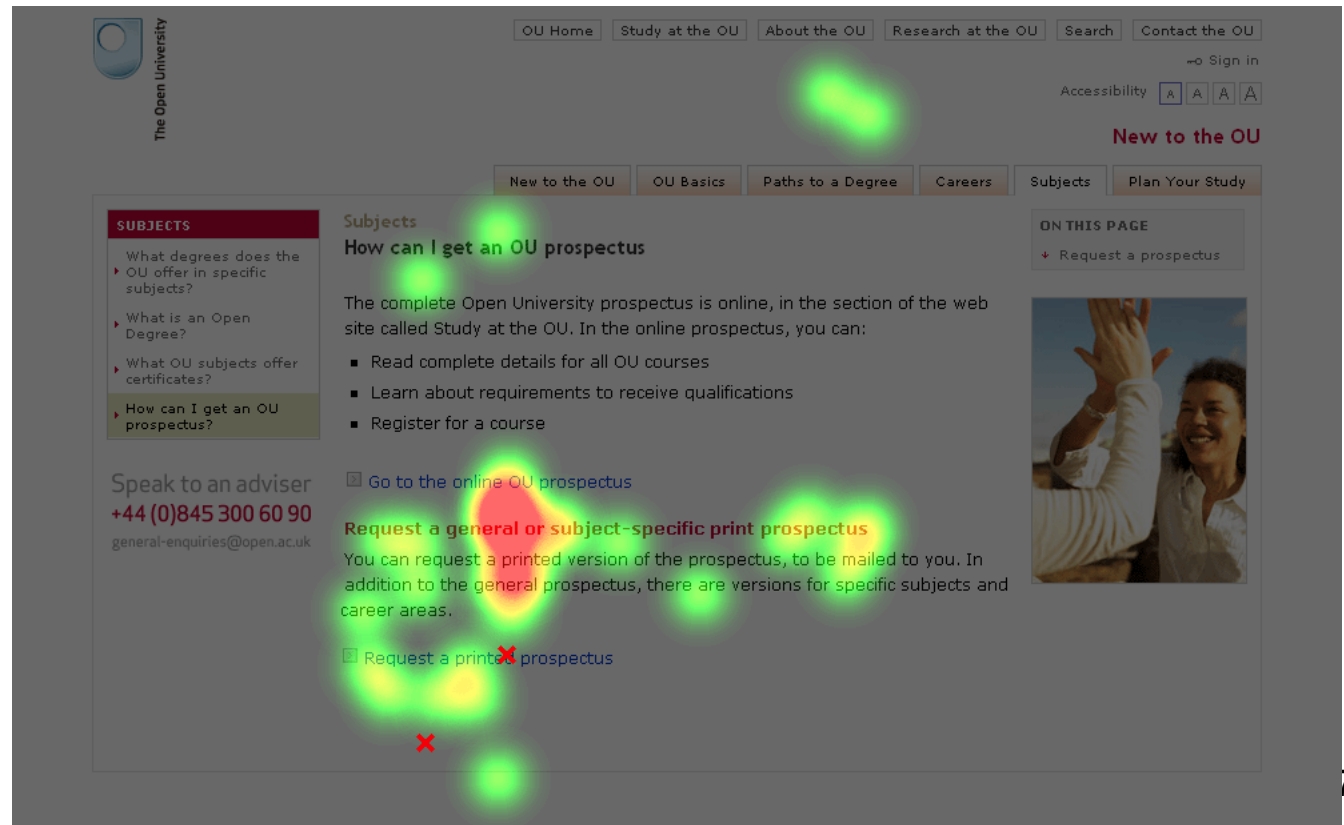 The Open University
OU Home Study at the OU About the OU Research at the OU Search Contact the OU
Sign in
Accessibility A A A A
New to the OU
New to the OU OU Basics Paths to a Degree Careers Subjects Plan Your Study
SUBJECTS
What degrees does the
OU offer in specific
subjects?
What is an Open
Degree?
What OU subjects offer
certificates?
How can I get an OU
prospectus?
Speak to an adviser
+44 (0)845 300 60 90
general-enquiries@open.ac.uk
Subjects
How can I get an OU prospectus
The complete Open University prospectus is online, in the section of the web
site called Study at the OU. In the online prospectus, you can:
Read complete details for all OU courses
Learn about requirements to receive qualifications
Register for a course
Go to the online OU prospectus
Request a general or subject-specific print prospectus
You can request a printed version of the prospectus, to be mailed to you. In
addition to the general prospectus, there are versions for specific subjects and
career areas.
Request a printed prospectus
ON THIS PAGE
Request a prospectus